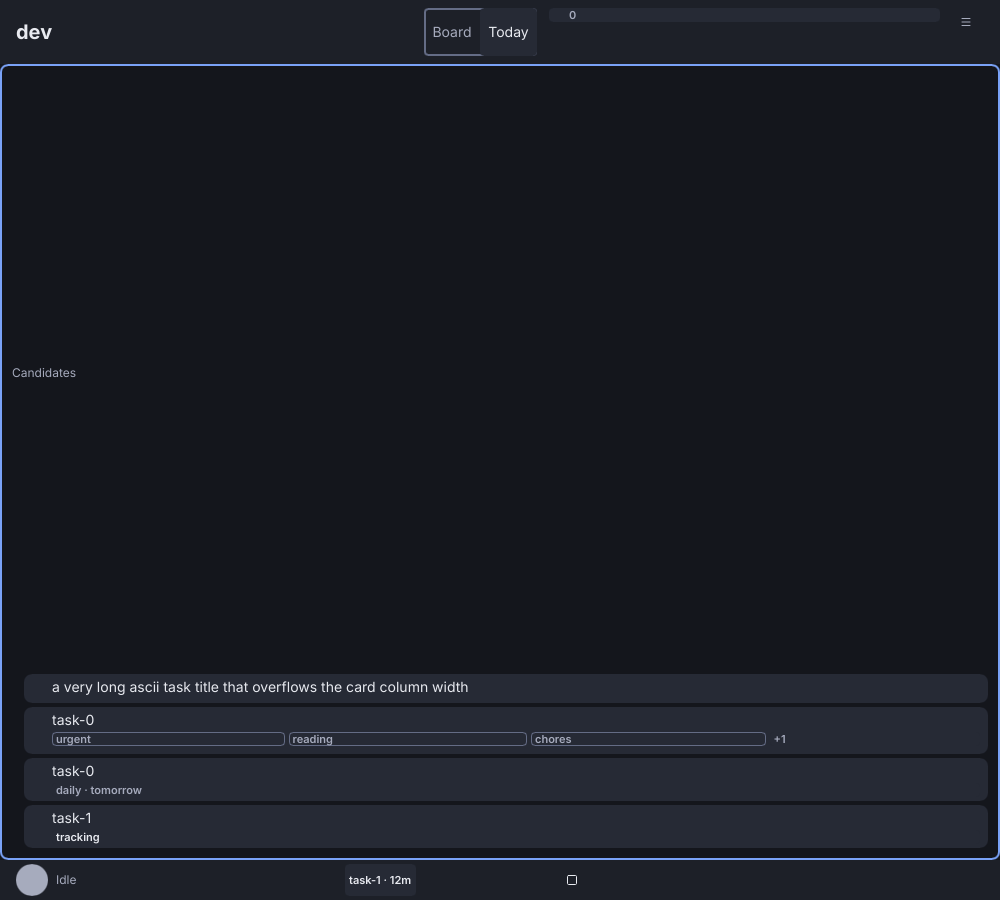 dev
Board Today 0 ☰
Candidates
a very long ascii task title that overflows the card column width
task-0
urgent reading chores +1
task-0
daily · tomorrow
task-1
tracking
Idle task-1 · 12m